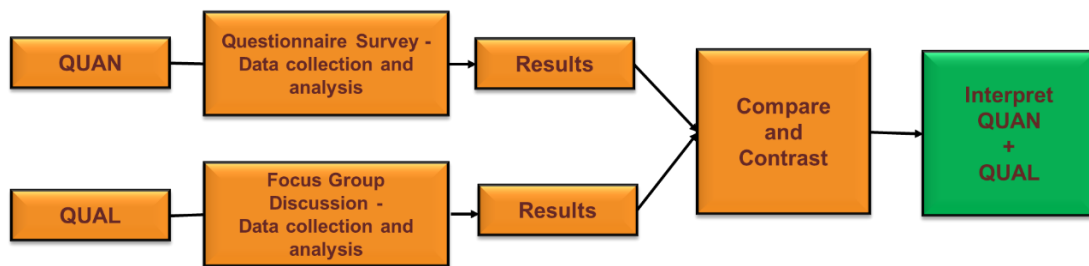 QUAN
Questionnaire Survey -
Data collection and
analysis
Results
QUAL
Focus Group
Discussion -
Data collection and
analysis
Results
Compare
and
Contrast
Interpret
QUAN
+
QUAL